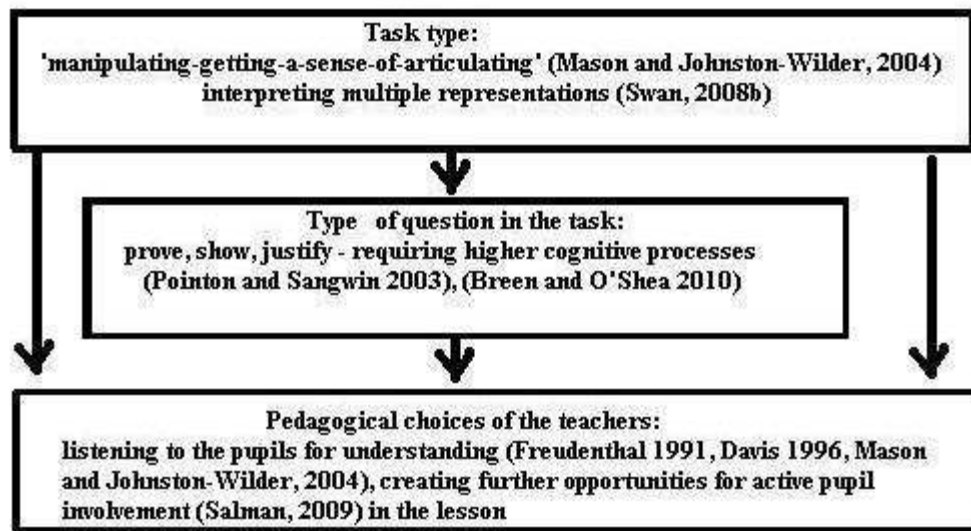 Task type:
'manipulating-getting-a-sense-of-articulating' (Mason and Johnston-Wilder, 2004)
interpreting multiple representations (Swan, 2008b)
Type of question in the task:
prove, show, justify - requiring higher cognitive processes
(Pointon and Sangwin 2003), (Breen and O'Shea 2010)
Pedagogical choices of the teachers:
listening to the pupils for understanding (Freudenthal 1991, Davis 1996, Mason
and Johnston-Wilder, 2004), creating further opportunities for active pupil
involvement (Salman, 2009) in the lesson